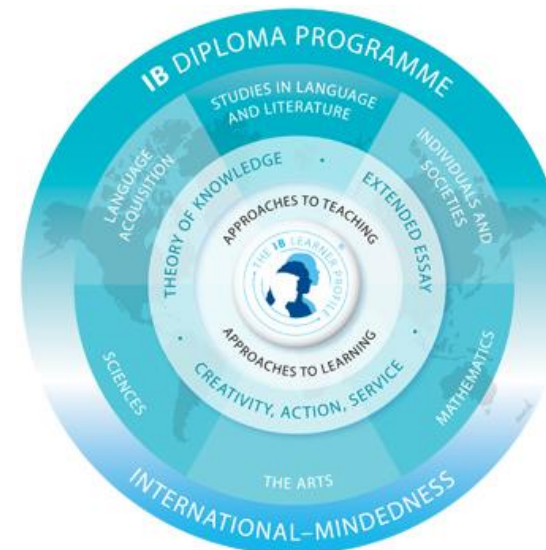 IB DIPLOMA PROGRAMME
STUDIES IN LANGUAGE
AND LITERATURE
LANGUAGE
ACQUISITION
INDIVIDUALS AND
SOCIETIES
THEORY OF KNOWLEDGE
·
EXTENDED ESSAY
·
APPROACHES TO TEACHING
THE IB LEARNER PROFILE
®
APPROACHES TO LEARNING
·
CREATIVITY, ACTION, SERVICE
SCIENCES
MATHEMATICS
THE ARTS
INTERNATIONAL–MINDEDNESS